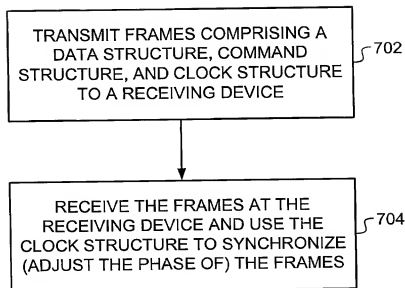 TRANSMIT FRAMES COMPRISING A
DATA STRUCTURE, COMMAND
STRUCTURE, AND CLOCK STRUCTURE
TO A RECEIVING DEVICE
702
RECEIVE THE FRAMES AT THE
RECEIVING DEVICE AND USE THE
CLOCK STRUCTURE TO SYNCHRONIZE
(ADJUST THE PHASE OF) THE FRAMES
704